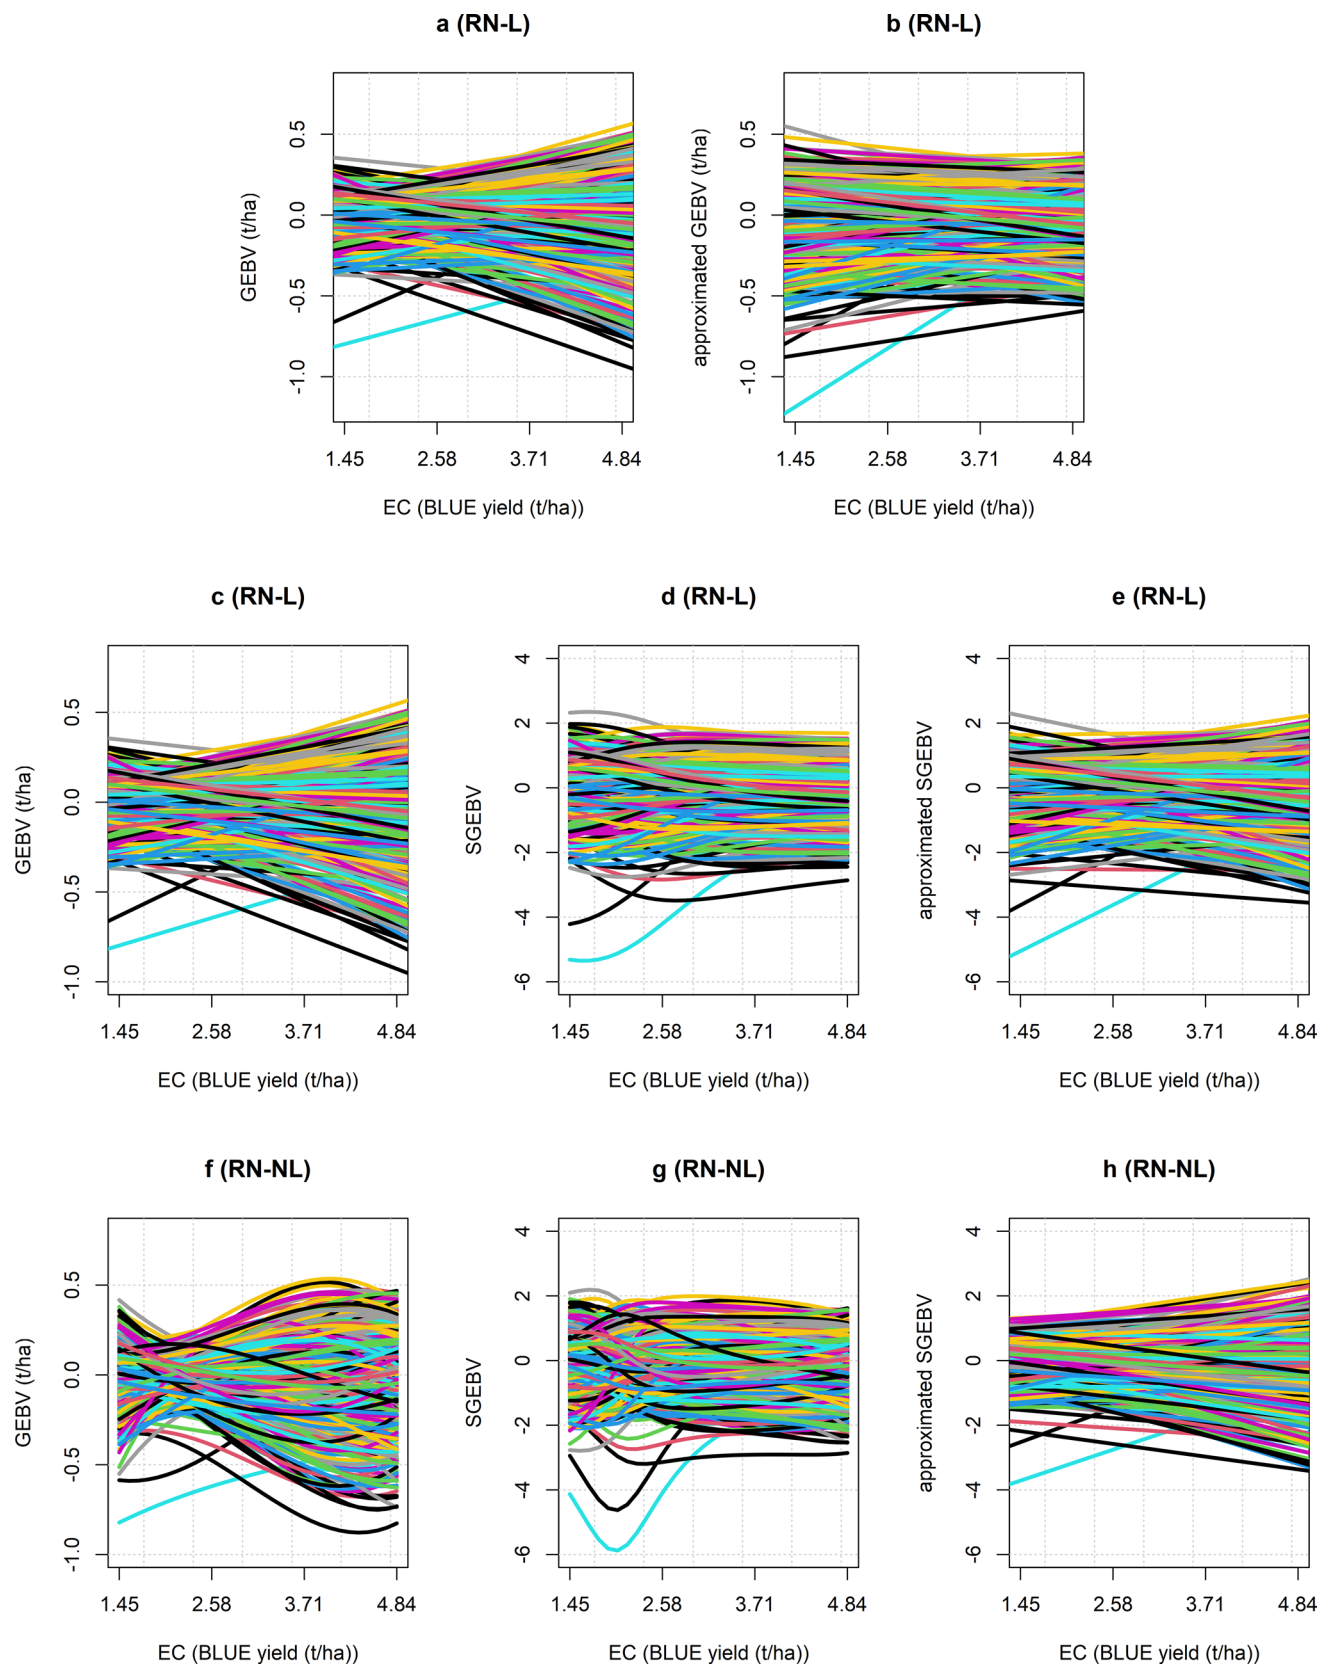 a (RN-L)
b (RN-L)
GEBV (t/ha)
0.5
0.0
-0.5
-1.0
1.45 2.58 3.71 4.84
EC (BLUE yield (t/ha))
approximated GEBV (t/ha)
0.5
0.0
-0.5
-1.0
1.45 2.58 3.71 4.84
EC (BLUE yield (t/ha))
c (RN-L)
d (RN-L)
e (RN-L)
GEBV (t/ha)
0.5
0.0
-0.5
-1.0
1.45 2.58 3.71 4.84
EC (BLUE yield (t/ha))
SGEBV
4
2
0
-2
-4
-6
1.45 2.58 3.71 4.84
EC (BLUE yield (t/ha))
approximated SGEBV
4
2
0
-2
-4
-6
1.45 2.58 3.71 4.84
EC (BLUE yield (t/ha))
f (RN-NL)
g (RN-NL)
h (RN-NL)
GEBV (t/ha)
0.5
0.0
-0.5
-1.0
1.45 2.58 3.71 4.84
EC (BLUE yield (t/ha))
SGEBV
4
2
0
-2
-4
-6
1.45 2.58 3.71 4.84
EC (BLUE yield (t/ha))
approximated SGEBV
4
2
0
-2
-4
-6
1.45 2.58 3.71 4.84
EC (BLUE yield (t/ha))